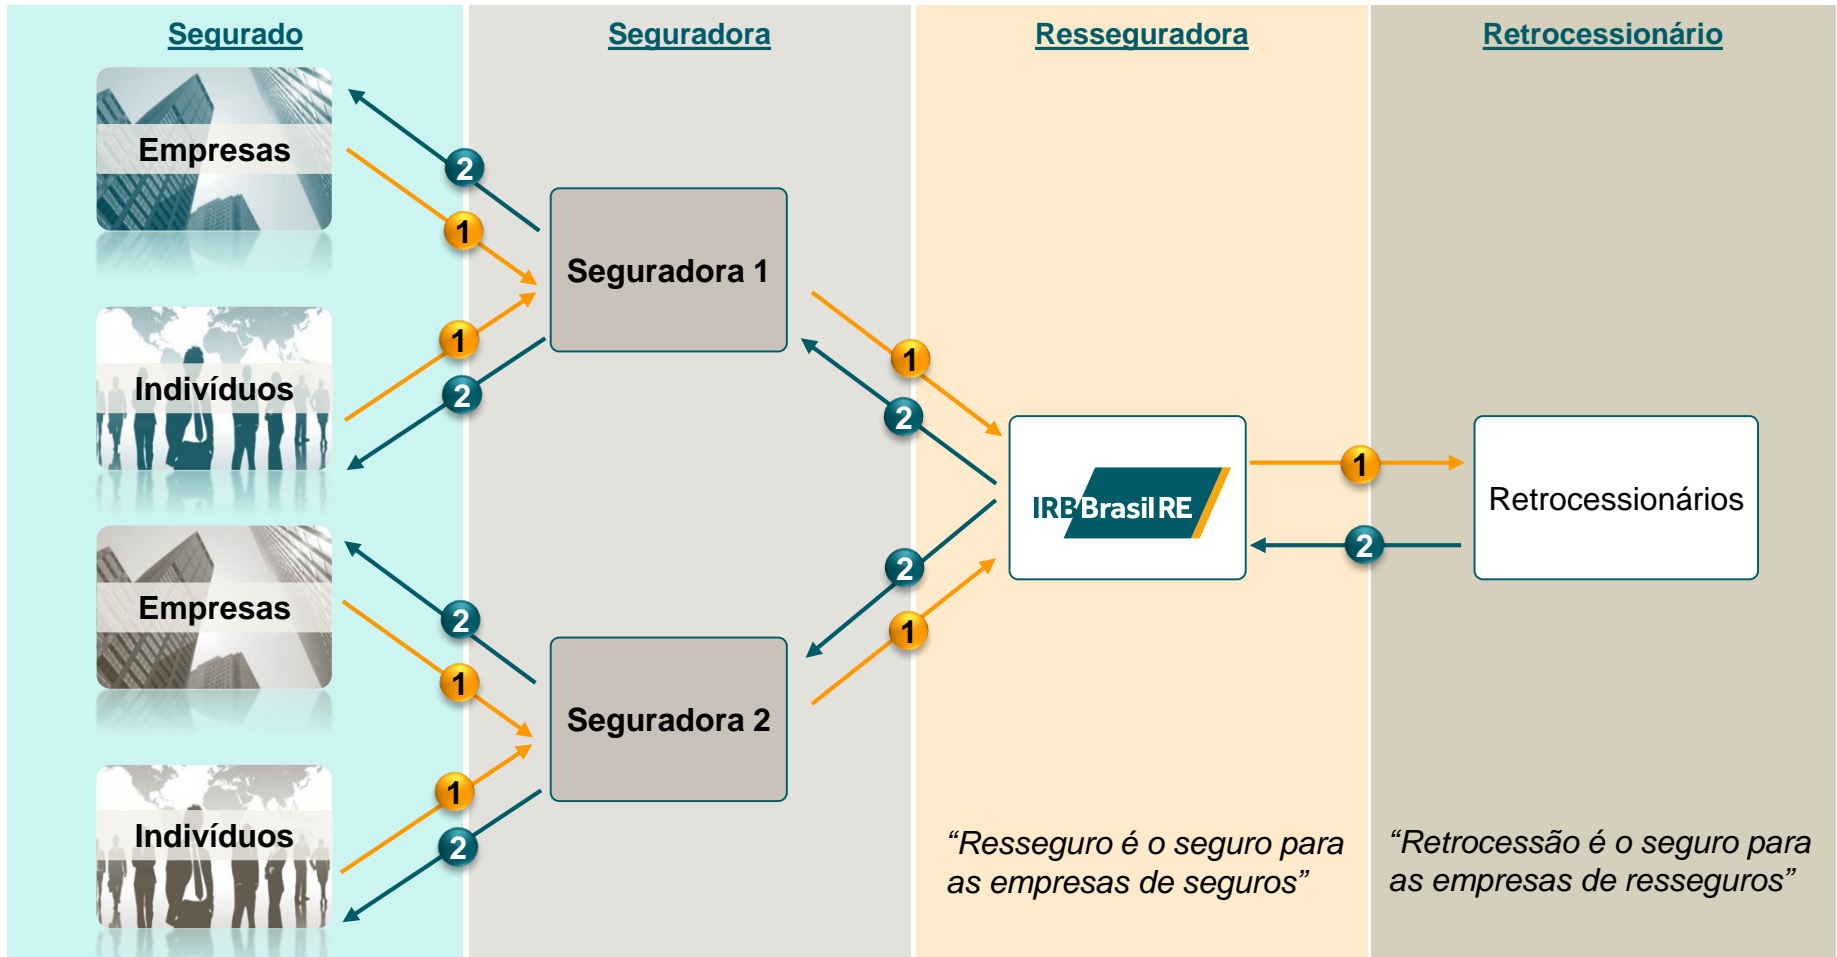 Segurado
Seguradora
Resseguradora
Retrocessionário
Empresas
2
1
Seguradora 1
Indivíduos
1
2
1
2
IRB Brasil RE
1
2
Retrocessionários
Empresas
2
1
2
1
Seguradora 2
Indivíduos
1
2
“Resseguro é o seguro para
as empresas de seguros”
“Retrocessão é o seguro para
as empresas de resseguros”